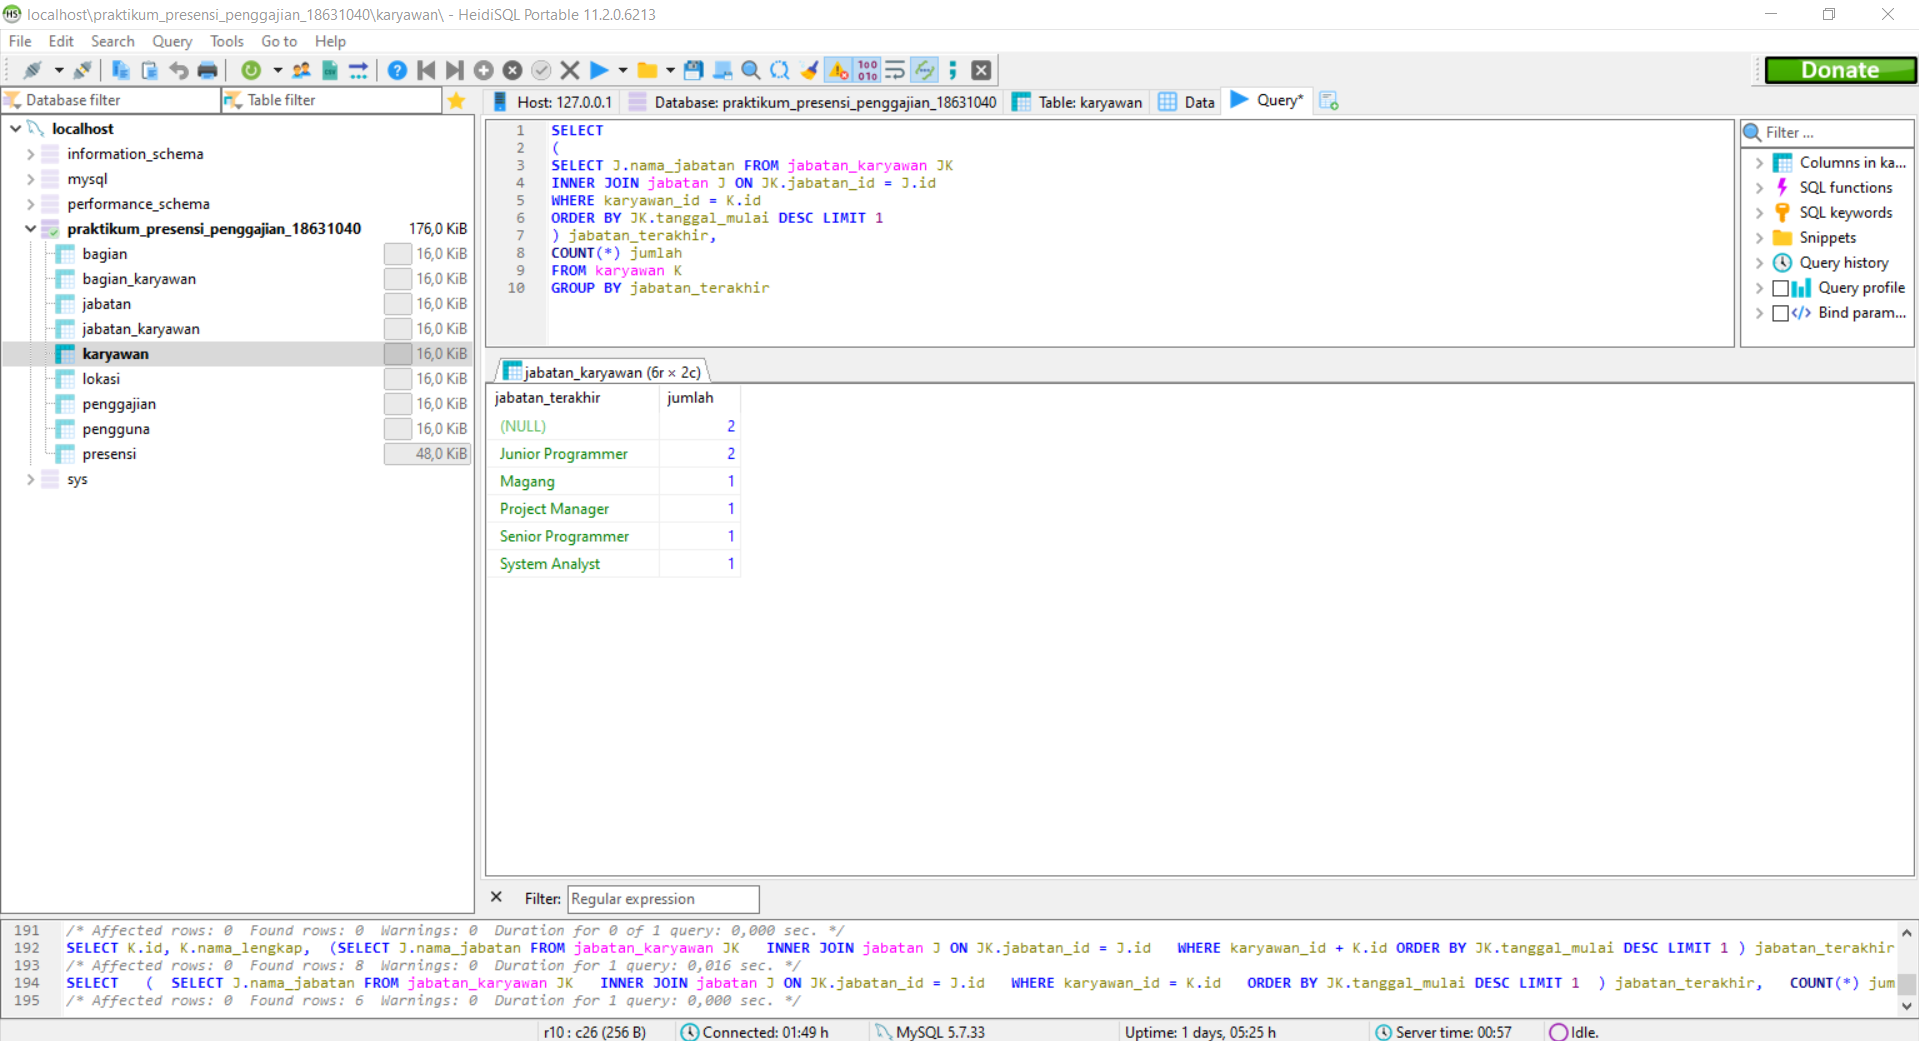 localhost\praktikum_presensi_penggajian_18631040\karyawan\ - HeidiSQL Portable 11.2.0.6213
File Edit Search Query Tools Go to Help
Donate
Database filter
Table filter
Host: 127.0.0.1
Database: praktikum_presensi_penggajian_18631040
Table: karyawan
Data
Query*
localhost
information_schema
mysql
performance_schema
praktikum_presensi_penggajian_18631040 176,0 KiB
bagian 16,0 KiB
bagian_karyawan 16,0 KiB
jabatan 16,0 KiB
jabatan_karyawan 16,0 KiB
karyawan 16,0 KiB
lokasi 16,0 KiB
penggajian 16,0 KiB
pengguna 16,0 KiB
presensi 48,0 KiB
sys
1 SELECT
2 (
3 SELECT J.nama_jabatan FROM jabatan_karyawan JK
4 INNER JOIN jabatan J ON JK.jabatan_id = J.id
5 WHERE karyawan_id = K.id
6 ORDER BY JK.tanggal_mulai DESC LIMIT 1
7 ) jabatan_terakhir,
8 COUNT(*) jumlah
9 FROM karyawan K
10 GROUP BY jabatan_terakhir
Filter ...
Columns in ka...
SQL functions
SQL keywords
Snippets
Query history
Query profile
Bind param...
jabatan_karyawan (6r × 2c)
jabatan_terakhir jumlah
(NULL) 2
Junior Programmer 2
Magang 1
Project Manager 1
Senior Programmer 1
System Analyst 1
Filter: Regular expression
191 /* Affected rows: 0 Found rows: 0 Warnings: 0 Duration for 0 of 1 query: 0,000 sec. */
192 SELECT K.id, K.nama_lengkap, (SELECT J.nama_jabatan FROM jabatan_karyawan JK INNER JOIN jabatan J ON JK.jabatan_id = J.id WHERE karyawan_id + K.id ORDER BY JK.tanggal_mulai DESC LIMIT 1 ) jabatan_terakhir
193 /* Affected rows: 0 Found rows: 8 Warnings: 0 Duration for 1 query: 0,016 sec. */
194 SELECT ( SELECT J.nama_jabatan FROM jabatan_karyawan JK INNER JOIN jabatan J ON JK.jabatan_id = J.id WHERE karyawan_id = K.id ORDER BY JK.tanggal_mulai DESC LIMIT 1 ) jabatan_terakhir, COUNT(*) jum
195 /* Affected rows: 0 Found rows: 6 Warnings: 0 Duration for 1 query: 0,000 sec. */
r10 : c26 (256 B)
Connected: 01:49 h
MySQL 5.7.33
Uptime: 1 days, 05:25 h
Server time: 00:57
Idle.